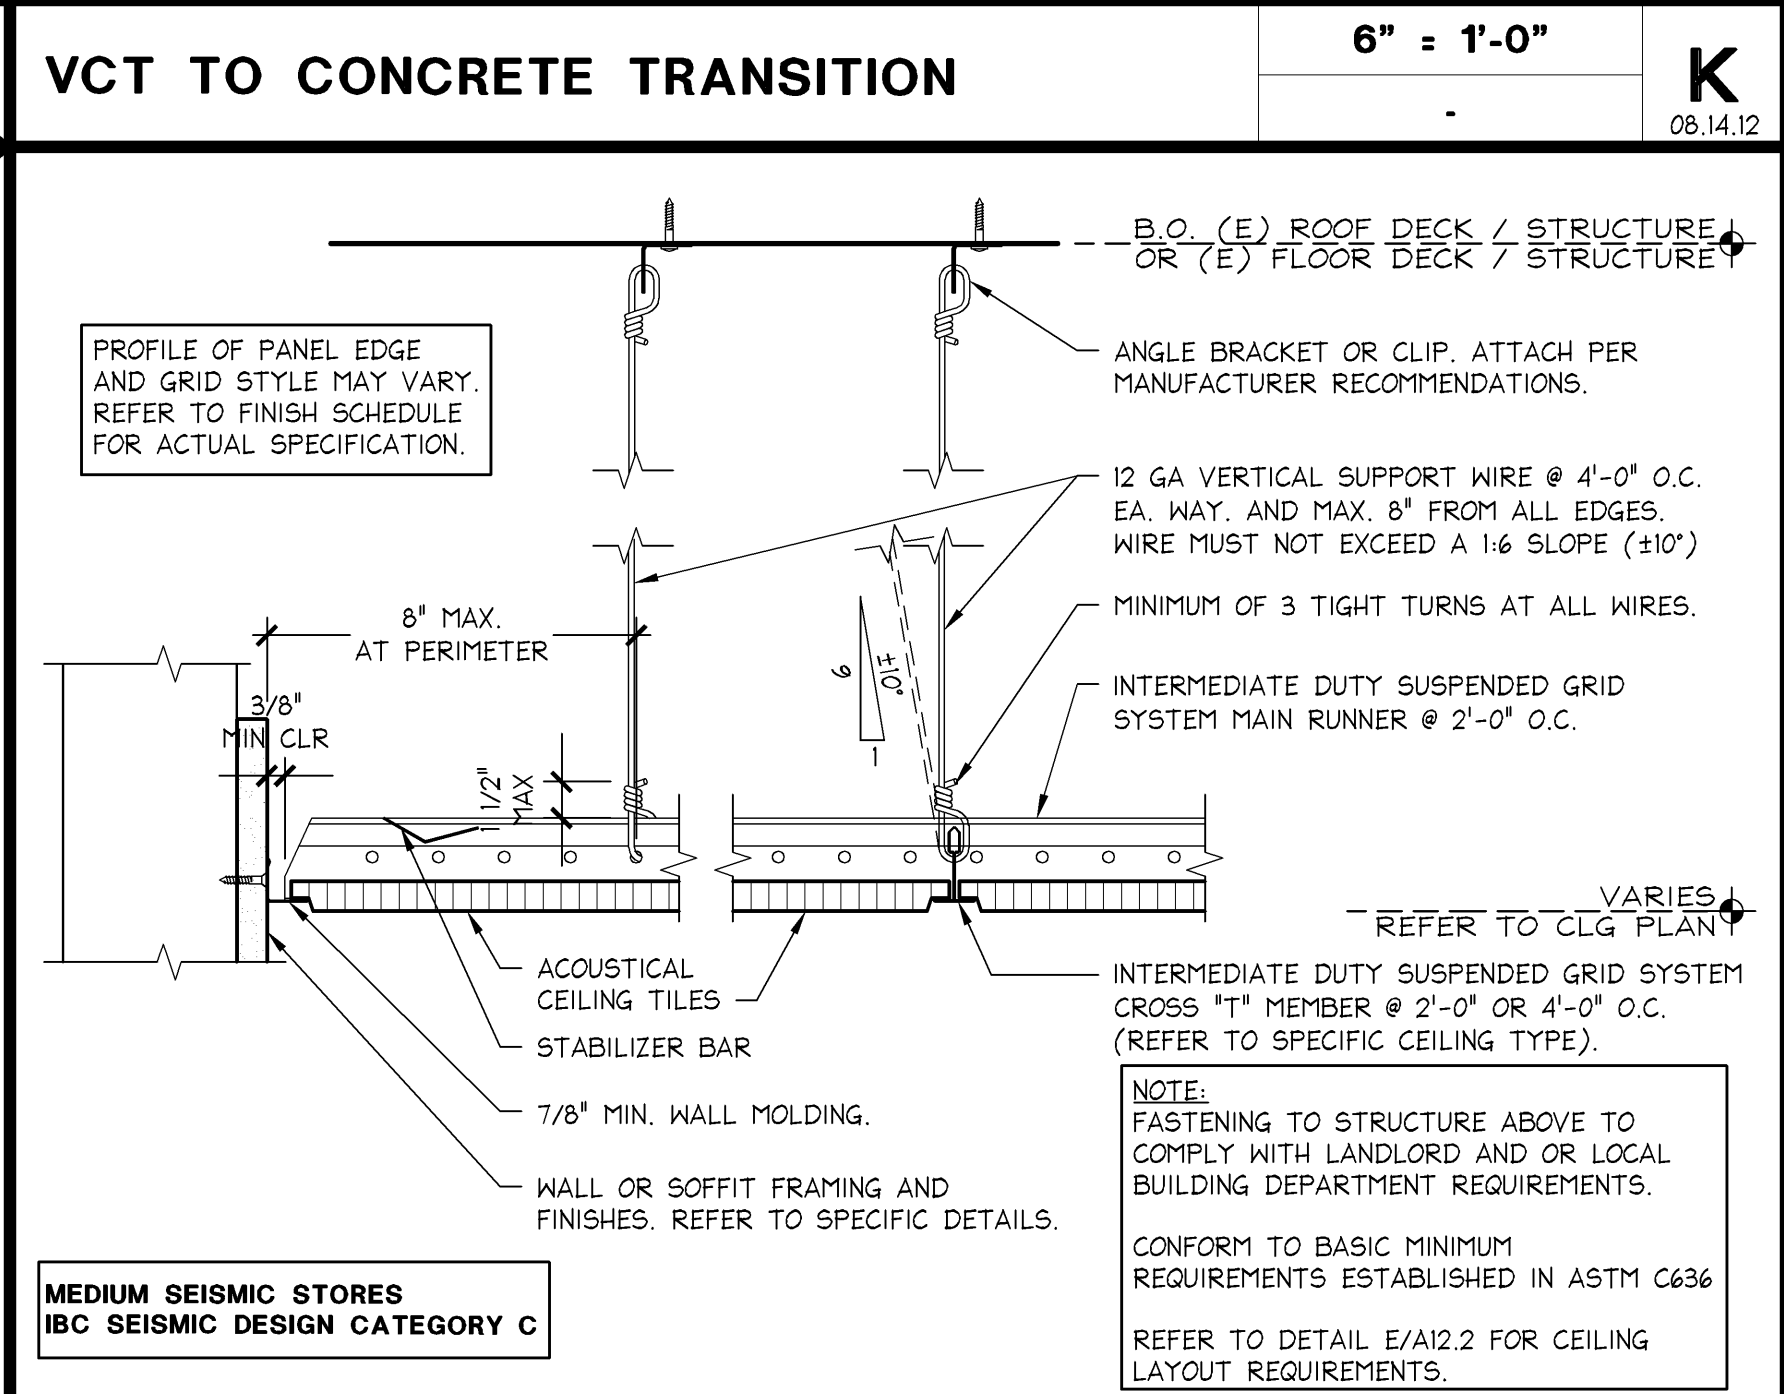 VCT TO CONCRETE TRANSITION
6" = 1'-0"
-
K
08.14.12
B.O. (E) ROOF DECK / STRUCTURE
OR (E) FLOOR DECK / STRUCTURE
PROFILE OF PANEL EDGE
AND GRID STYLE MAY VARY.
REFER TO FINISH SCHEDULE
FOR ACTUAL SPECIFICATION.
ANGLE BRACKET OR CLIP. ATTACH PER
MANUFACTURER RECOMMENDATIONS.
12 GA VERTICAL SUPPORT WIRE @ 4'-0" O.C.
EA. WAY. AND MAX. 8" FROM ALL EDGES.
WIRE MUST NOT EXCEED A 1:6 SLOPE (±10°)
8" MAX.
AT PERIMETER
MINIMUM OF 3 TIGHT TURNS AT ALL WIRES.
6
±10°
1
INTERMEDIATE DUTY SUSPENDED GRID
SYSTEM MAIN RUNNER @ 2'-0" O.C.
3/8"
MIN CLR
1 1/2"
MAX
VARIES
REFER TO CLG PLAN
ACOUSTICAL
CEILING TILES
STABILIZER BAR
7/8" MIN. WALL MOLDING.
WALL OR SOFFIT FRAMING AND
FINISHES. REFER TO SPECIFIC DETAILS.
INTERMEDIATE DUTY SUSPENDED GRID SYSTEM
CROSS "T" MEMBER @ 2'-0" OR 4'-0" O.C.
(REFER TO SPECIFIC CEILING TYPE).
NOTE:
FASTENING TO STRUCTURE ABOVE TO
COMPLY WITH LANDLORD AND OR LOCAL
BUILDING DEPARTMENT REQUIREMENTS.
CONFORM TO BASIC MINIMUM
REQUIREMENTS ESTABLISHED IN ASTM C636
REFER TO DETAIL E/A12.2 FOR CEILING
LAYOUT REQUIREMENTS.
MEDIUM SEISMIC STORES
IBC SEISMIC DESIGN CATEGORY C